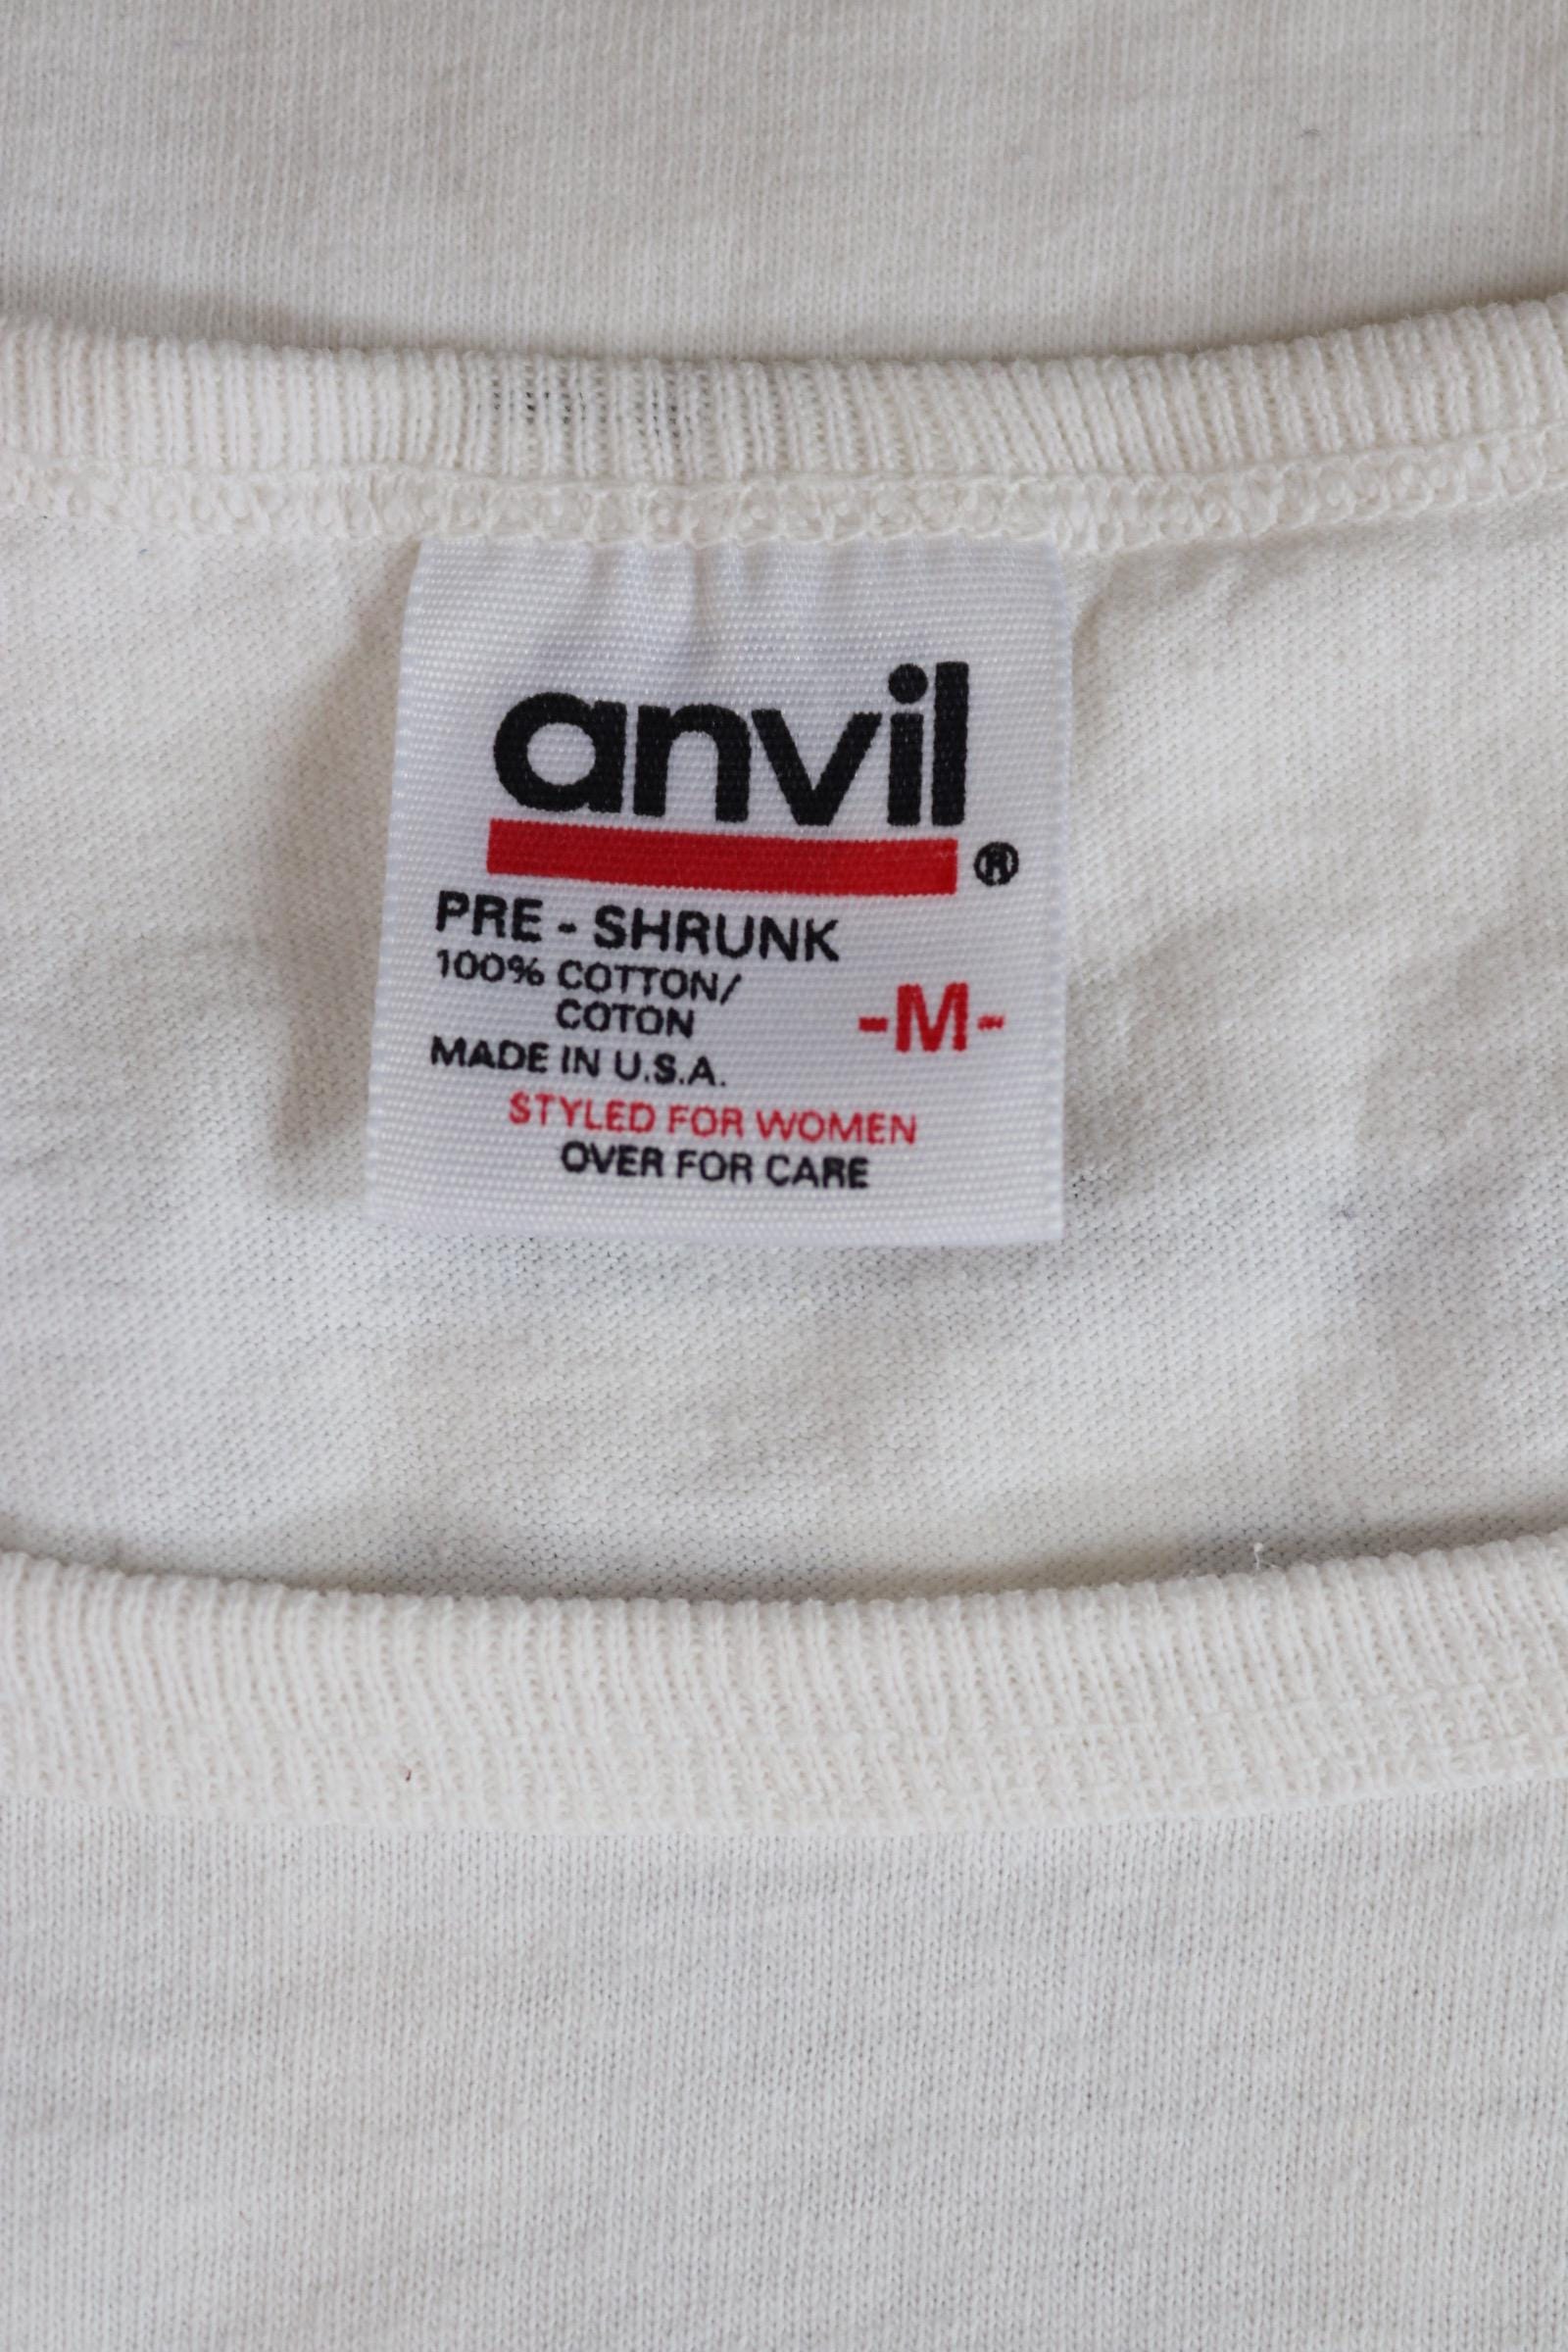 anvil®
PRE - SHRUNK
100% COTTON/
COTON
-M-
MADE IN U.S.A.
STYLED FOR WOMEN
OVER FOR CARE